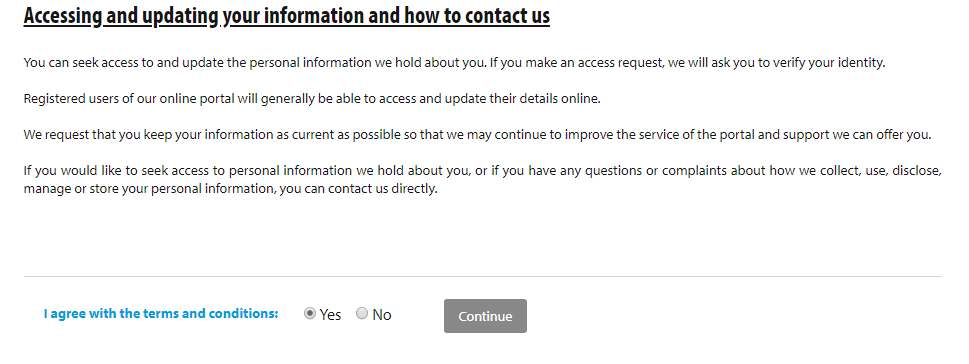 Accessing and updating your information and how to contact us
You can seek access to and update the personal information we hold about you. If you make an access request, we will ask you to verify your identity.
Registered users of our online portal will generally be able to access and update their details online.
We request that you keep your information as current as possible so that we may continue to improve the service of the portal and support we can offer you.
If you would like to seek access to personal information we hold about you, or if you have any questions or complaints about how we collect, use, disclose,
manage or store your personal information, you can contact us directly.
I agree with the terms and conditions: Yes No Continue